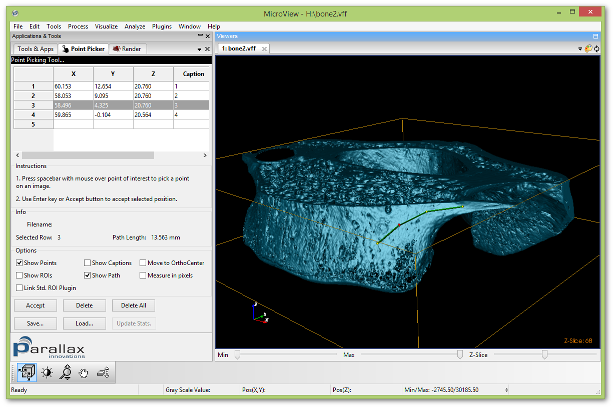 MicroView - H:\bone2.vff
File Edit Tools Process Visualize Analyze Plugins Window Help
Applications & Tools
Viewers
Tools & Apps Point Picker Render
1: bone2.vff
Point Picking Tool...
X Y Z Caption
1 60.153 12.654 20.760 1
2 58.053 9.095 20.760 2
3 58.496 4.325 20.760 3
4 59.865 -0.104 20.564 4
5
Instructions
1. Press spacebar with mouse over point of interest to pick a point
on an image.
2. Use Enter key or Accept button to accept selected position.
Info
Filename:
Selected Row: 3 Path Length: 13.563 mm
Options
Show Points Show Captions Move to OrthoCenter
Show ROIs Show Path Measure in pixels
Link Std. ROI Plugin
Accept Delete Delete All
Save... Load... Update Stats.
Parallax
innovations
Min Max Z-Slice
Ready Gray Scale Value: Pos(X,Y): Pos(Z): Min/Max: -2745.50/30185.50